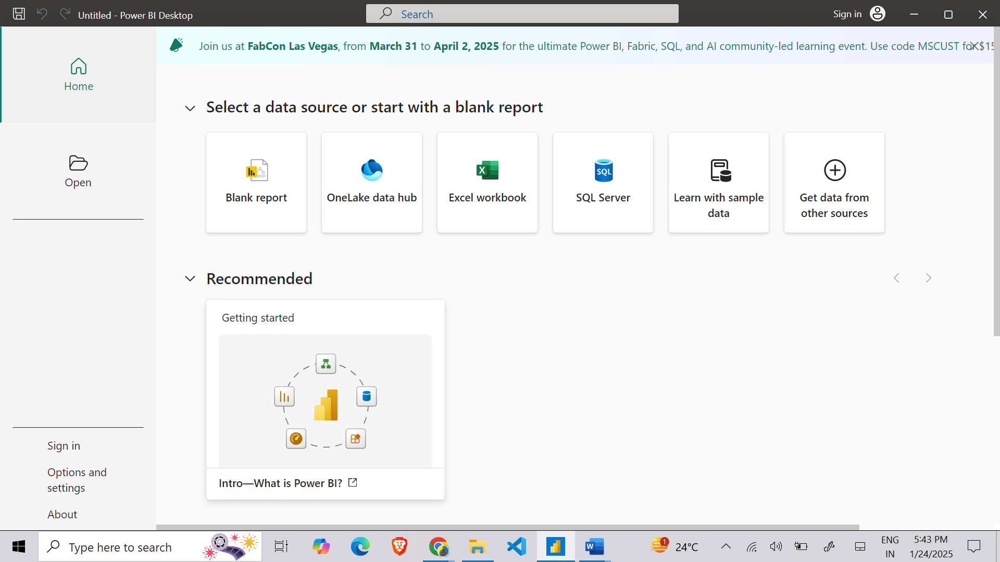 Untitled - Power BI Desktop
Search
Sign in
Join us at FabCon Las Vegas, from March 31 to April 2, 2025 for the ultimate Power BI, Fabric, SQL, and AI community-led learning event. Use code MSCUST for $15
Home
Open
Select a data source or start with a blank report
Blank report
OneLake data hub
Excel workbook
SQL
SQL Server
Learn with sample
data
Get data from
other sources
Recommended
Getting started
Intro—What is Power BI?
Sign in
Options and
settings
About
Type here to search
1
24°C
ENG
IN
5:43 PM
1/24/2025